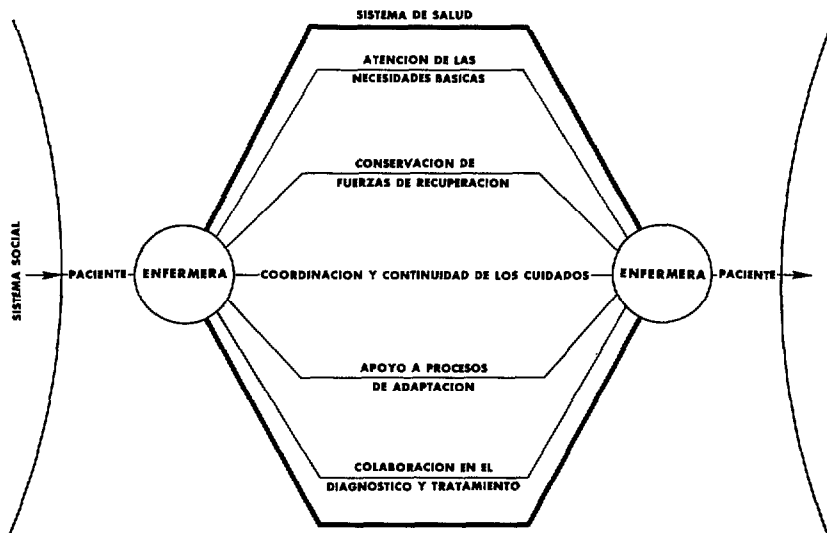 SISTEMA DE SALUD
ATENCION DE LAS
NECESIDADES BASICAS
CONSERVACION DE
FUERZAS DE RECUPERACION
SISTEMA SOCIAL
PACIENTE
ENFERMERA
COORDINACION Y CONTINUIDAD DE LOS CUIDADOS
ENFERMERA
PACIENTE
APOYO A PROCESOS
DE ADAPTACION
COLABORACION EN EL
DIAGNOSTICO Y TRATAMIENTO